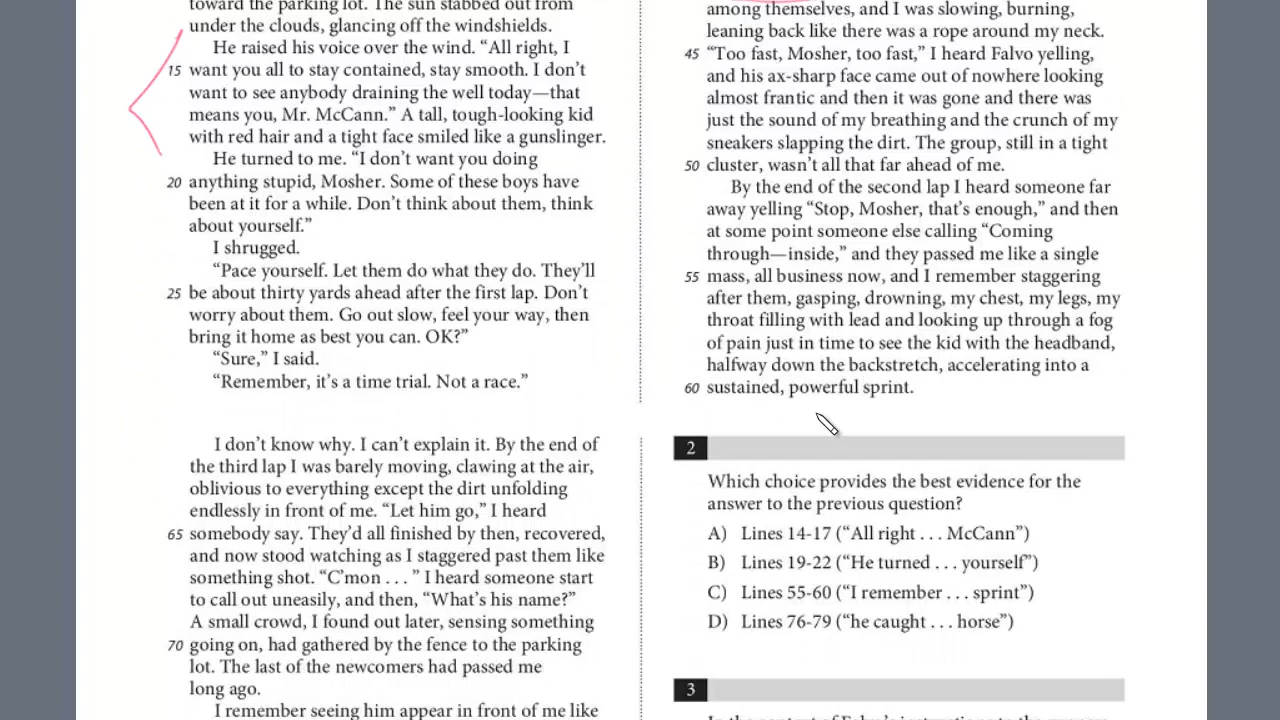 toward the parking lot. The sun stabbed out from
under the clouds, glancing off the windshields.
He raised his voice over the wind. “All right, I
15 want you all to stay contained, stay smooth. I don’t
want to see anybody draining the well today—that
means you, Mr. McCann.” A tall, tough-looking kid
with red hair and a tight face smiled like a gunslinger.
He turned to me. “I don’t want you doing
20 anything stupid, Mosher. Some of these boys have
been at it for a while. Don’t think about them, think
about yourself.”
I shrugged.
“Pace yourself. Let them do what they do. They’ll
25 be about thirty yards ahead after the first lap. Don’t
worry about them. Go out slow, feel your way, then
bring it home as best you can. OK?”
“Sure,” I said.
“Remember, it’s a time trial. Not a race.”
among themselves, and I was slowing, burning,
leaning back like there was a rope around my neck.
45 “Too fast, Mosher, too fast,” I heard Falvo yelling,
and his ax-sharp face came out of nowhere looking
almost frantic and then it was gone and there was
just the sound of my breathing and the crunch of my
sneakers slapping the dirt. The group, still in a tight
50 cluster, wasn’t all that far ahead of me.
By the end of the second lap I heard someone far
away yelling “Stop, Mosher, that’s enough,” and then
at some point someone else calling “Coming
through—inside,” and they passed me like a single
55 mass, all business now, and I remember staggering
after them, gasping, drowning, my chest, my legs, my
throat filling with lead and looking up through a fog
of pain just in time to see the kid with the headband,
halfway down the backstretch, accelerating into a
60 sustained, powerful sprint.
I don’t know why. I can’t explain it. By the end of
the third lap I was barely moving, clawing at the air,
oblivious to everything except the dirt unfolding
endlessly in front of me. “Let him go,” I heard
65 somebody say. They’d all finished by then, recovered,
and now stood watching as I staggered past them like
something shot. “C’mon . . . ” I heard someone start
to call out uneasily, and then, “What’s his name?”
A small crowd, I found out later, sensing something
70 going on, had gathered by the fence to the parking
lot. The last of the newcomers had passed me
long ago.
I remember seeing him appear in front of me like
2
Which choice provides the best evidence for the
answer to the previous question?
A) Lines 14-17 (“All right . . . McCann”)
B) Lines 19-22 (“He turned . . . yourself”)
C) Lines 55-60 (“I remember . . . sprint”)
D) Lines 76-79 (“he caught . . . horse”)
3